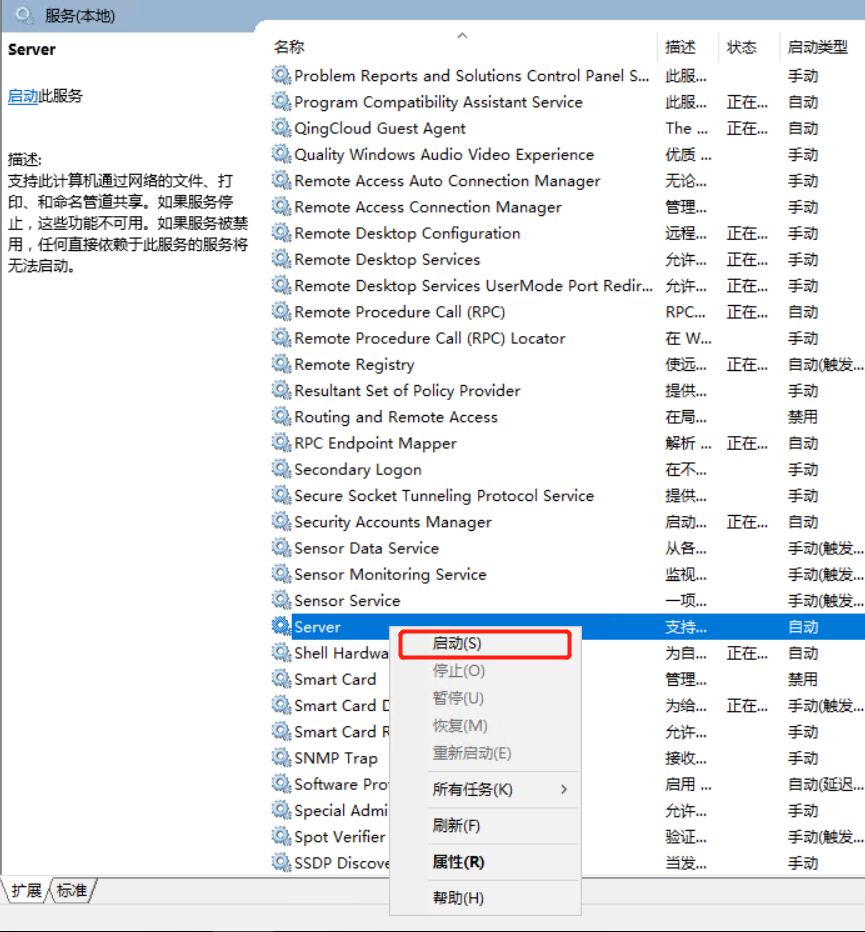 服务(本地)
Server
启动此服务
描述:
支持此计算机通过网络的文件、打
印、和命名管道共享。如果服务停
止，这些功能不可用。如果服务被禁
用，任何直接依赖于此服务的服务将
无法启动。
名称 描述 状态 启动类型
Problem Reports and Solutions Control Panel S... 此服... 手动
Program Compatibility Assistant Service 此服... 正在... 自动
QingCloud Guest Agent The ... 正在... 自动
Quality Windows Audio Video Experience 优质 ... 手动
Remote Access Auto Connection Manager 无论... 手动
Remote Access Connection Manager 管理... 手动
Remote Desktop Configuration 远程... 正在... 手动
Remote Desktop Services 允许... 正在... 手动
Remote Desktop Services UserMode Port Redir... 允许... 正在... 手动
Remote Procedure Call (RPC) RPC... 正在... 自动
Remote Procedure Call (RPC) Locator 在 W... 手动
Remote Registry 使远... 正在... 自动(触发...
Resultant Set of Policy Provider 提供... 手动
Routing and Remote Access 在局... 禁用
RPC Endpoint Mapper 解析 ... 正在... 自动
Secondary Logon 在不... 手动
Secure Socket Tunneling Protocol Service 提供... 手动
Security Accounts Manager 启动... 正在... 自动
Sensor Data Service 从各... 手动(触发...
Sensor Monitoring Service 监视... 手动(触发...
Sensor Service 一项... 手动(触发...
Server 支持... 自动
Shell Hardwa 为自... 正在... 自动
Smart Card 管理... 禁用
Smart Card D 为给... 正在... 手动(触发...
Smart Card R 允许... 手动
SNMP Trap 接收... 手动
Software Pro 启用 ... 自动(延迟...
Special Admi 允许... 手动
Spot Verifier 验证... 手动(触发...
SSDP Discove 当发... 手动
启动(S)
停止(O)
暂停(U)
恢复(M)
重新启动(E)
所有任务(K)
刷新(F)
属性(R)
帮助(H)
扩展 标准